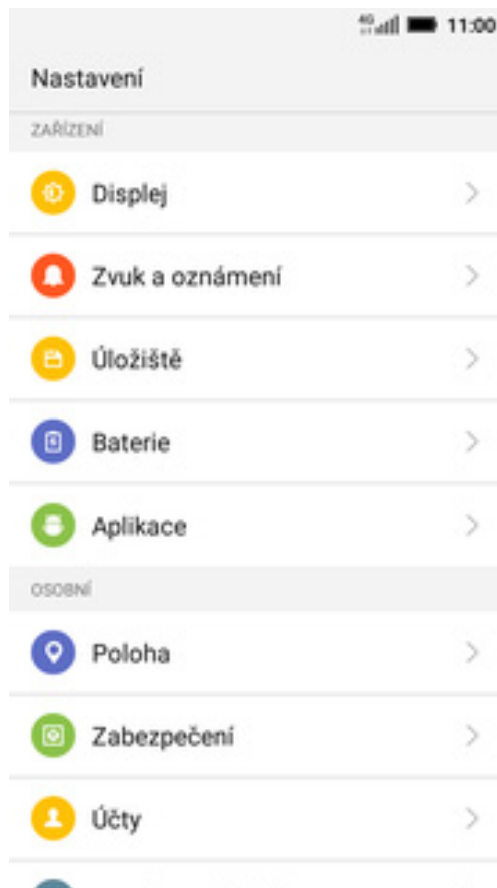 4G 11:00
Nastavení
ZAŘÍZENÍ
Displej
Zvuk a oznámení
Úložiště
Baterie
Aplikace
OSOBNÍ
Poloha
Zabezpečení
Účty